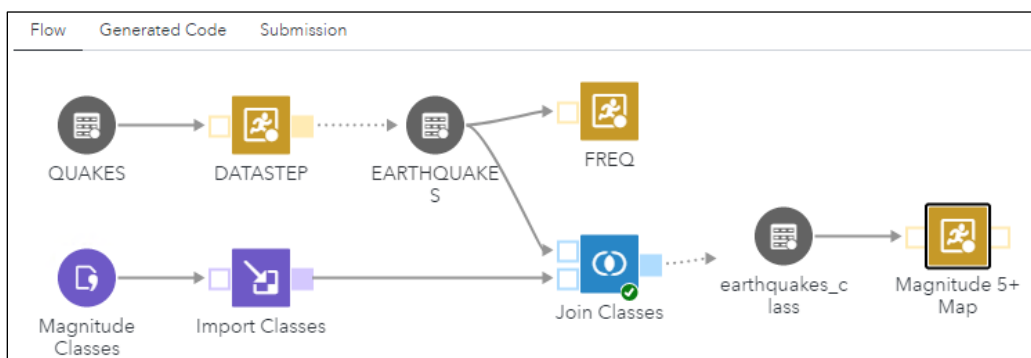 Flow Generated Code Submission
QUAKES
DATASTEP
EARTHQUAKE
S
FREQ
Magnitude
Classes
Import Classes
Join Classes
earthquakes_c
lass
Magnitude 5+
Map